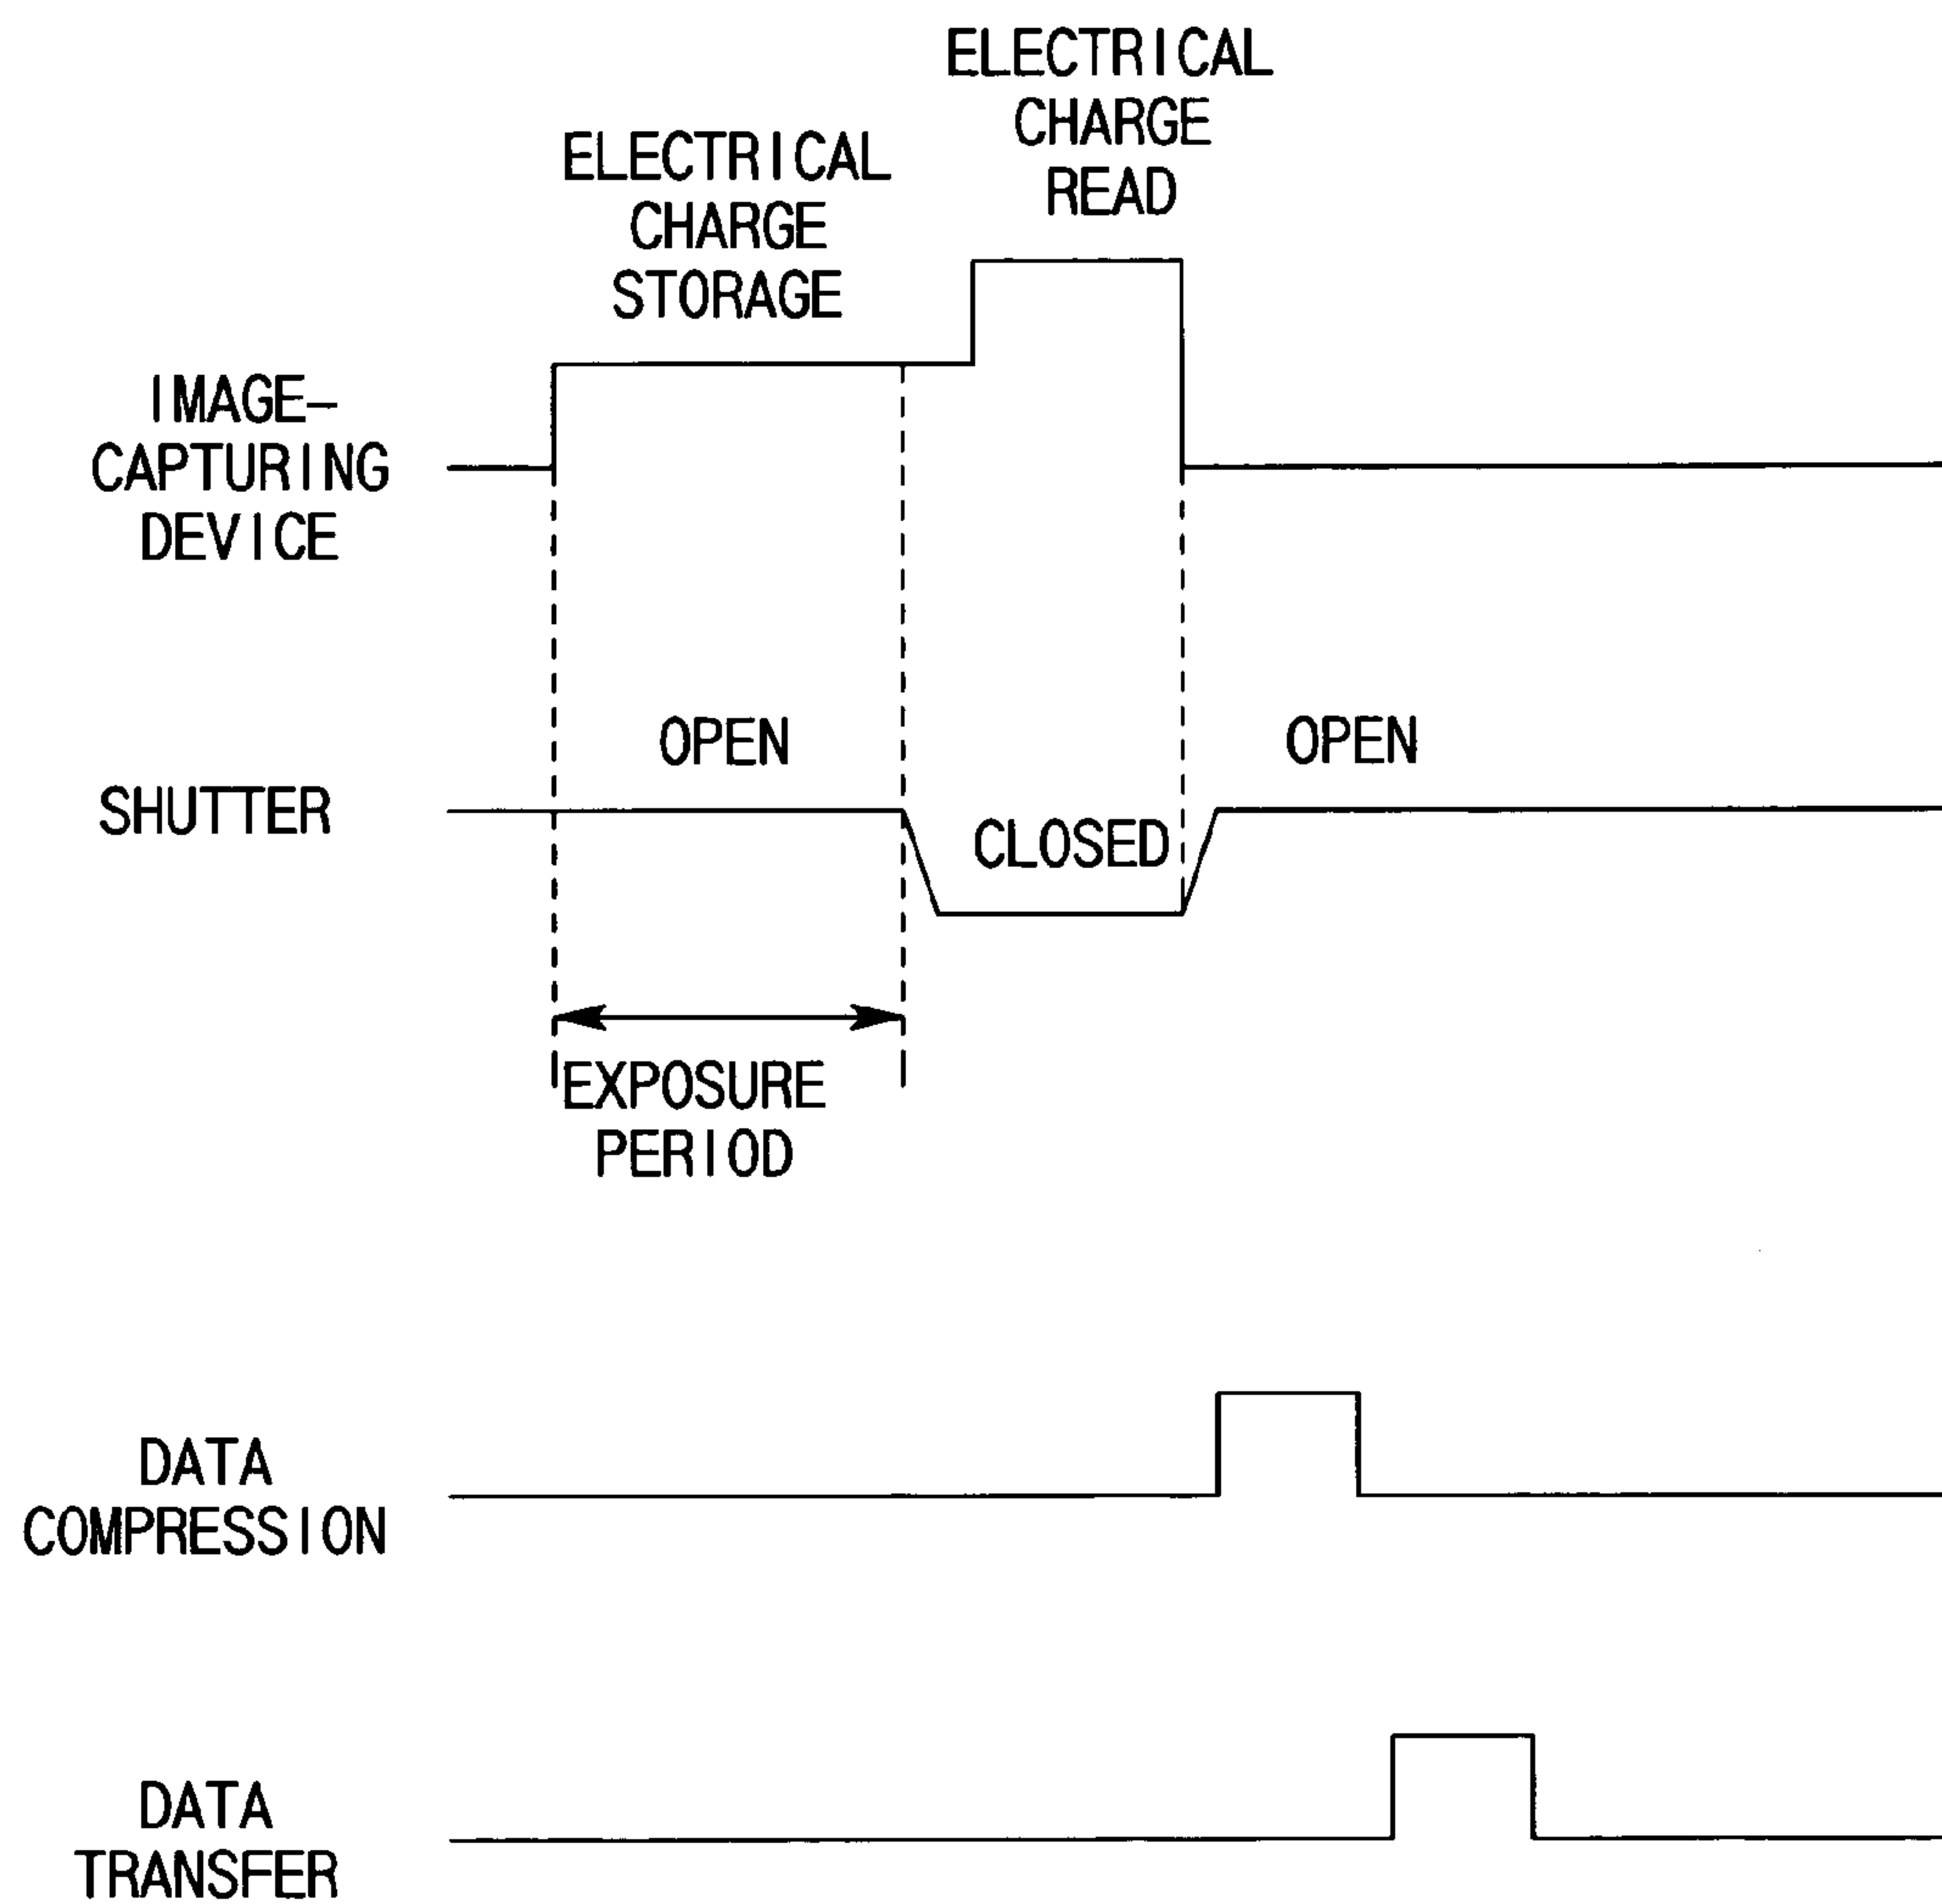 ELECTRICAL
CHARGE
READ
ELECTRICAL
CHARGE
STORAGE
IMAGE-
CAPTURING
DEVICE
OPEN
OPEN
SHUTTER
CLOSED
EXPOSURE
PERIOD
DATA
COMPRESSION
DATA
TRANSFER